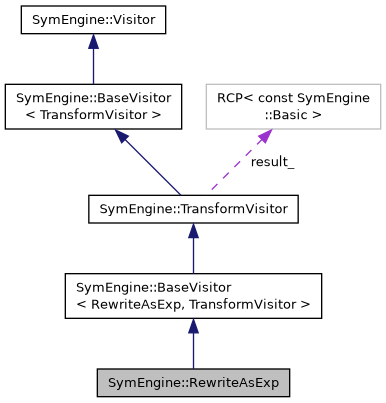 SymEngine::Visitor
SymEngine::BaseVisitor
< TransformVisitor >
RCP< const SymEngine
::Basic >
result_
SymEngine::TransformVisitor
SymEngine::BaseVisitor
< RewriteAsExp, TransformVisitor >
SymEngine::RewriteAsExp